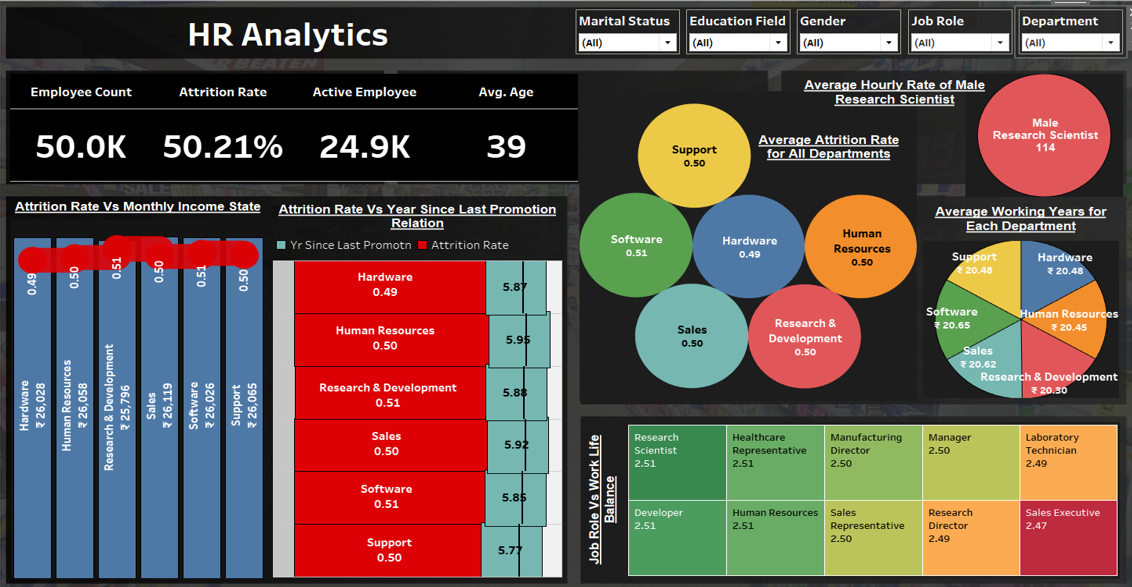 HR Analytics
Marital Status
(All)
Education Field
(All)
Gender
(All)
Job Role
(All)
Department
(All)
Employee Count
Attrition Rate
Active Employee
Avg. Age
50.0K
50.21%
24.9K
39
Attrition Rate Vs Monthly Income State
0.49
0.50
0.51
0.50
0.51
0.50
Hardware
₹ 26,028
Human Resources
₹ 26,058
Research & Development
₹ 25,796
Sales
₹ 26,119
Software
₹ 26,026
Support
₹ 26,065
Attrition Rate Vs Year Since Last Promotion
Relation
Yr Since Last Promotn
Attrition Rate
Hardware
0.49
5.87
Human Resources
0.50
5.95
Research & Development
0.51
5.88
Sales
0.50
5.92
Software
0.51
5.85
Support
0.50
5.77
Average Attrition Rate
for All Departments
Support
0.50
Software
0.51
Hardware
0.49
Human
Resources
0.50
Sales
0.50
Research &
Development
0.50
Average Hourly Rate of Male
Research Scientist
Male
Research Scientist
114
Average Working Years for
Each Department
Support
₹ 20.48
Hardware
₹ 20.48
Software
₹ 20.65
Human Resources
₹ 20.45
Sales
₹ 20.62
Research & Development
₹ 20.30
Job Role Vs Work Life
Balance
Research
Scientist
2.51
Healthcare
Representative
2.51
Manufacturing
Director
2.50
Manager
2.50
Laboratory
Technician
2.49
Developer
2.51
Human Resources
2.51
Sales
Representative
2.50
Research
Director
2.49
Sales Executive
2.47